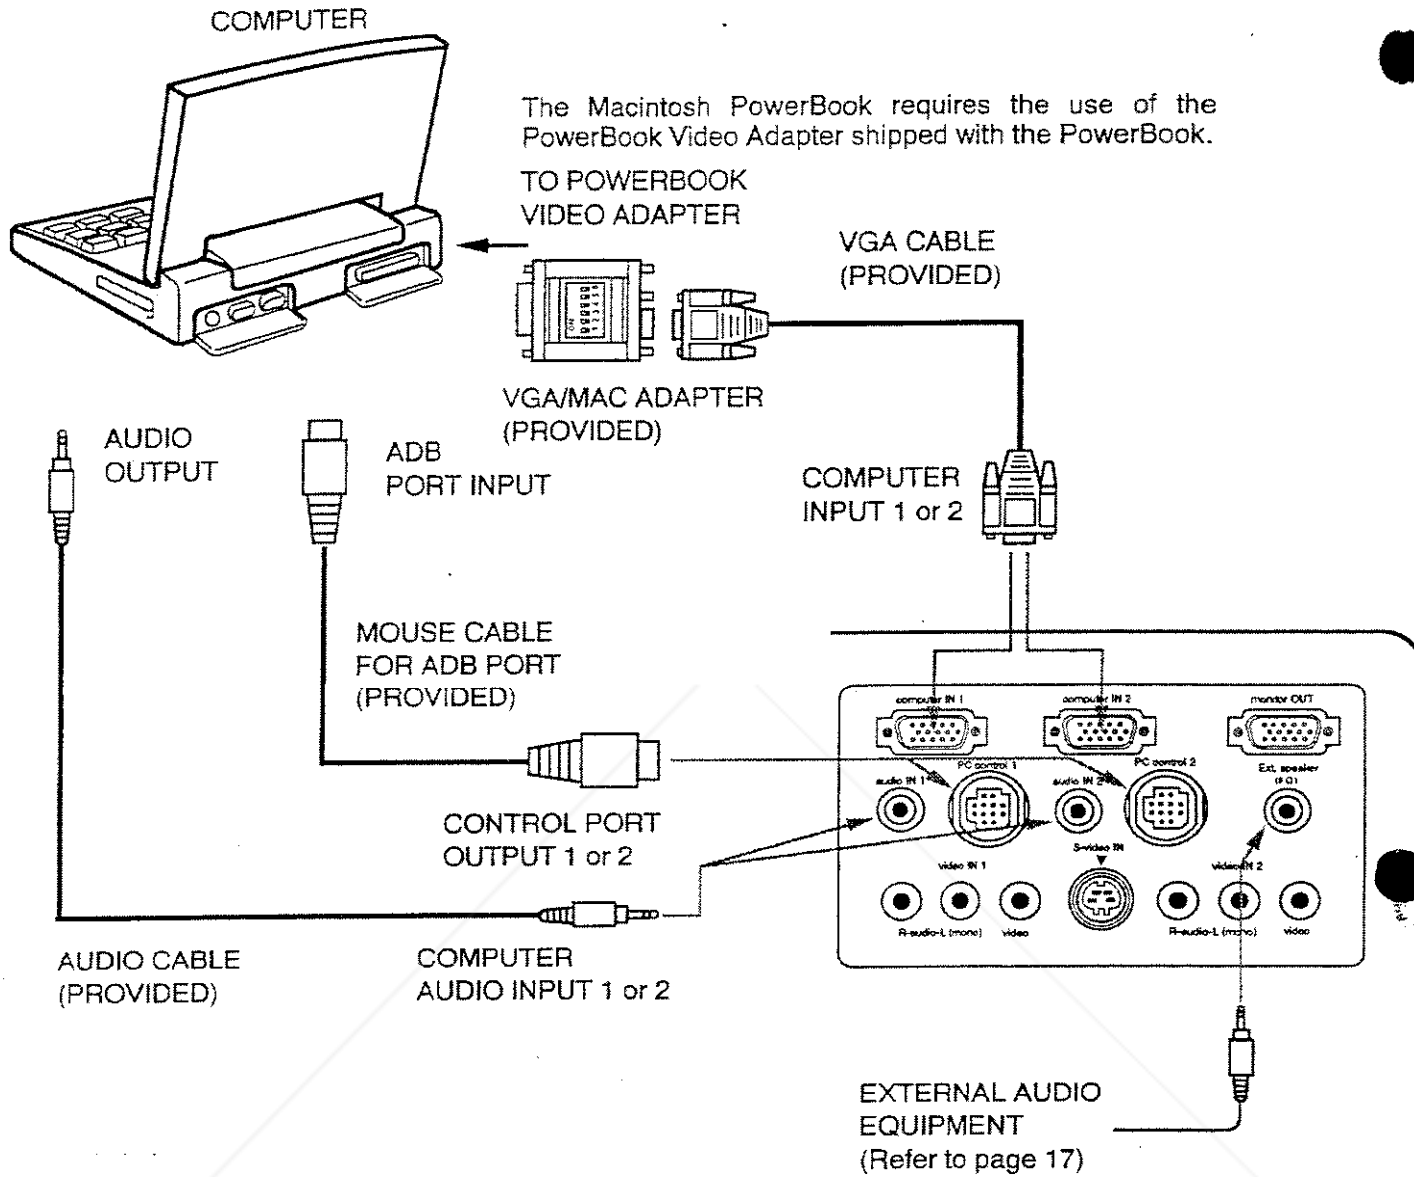 COMPUTER
The Macintosh PowerBook requires the use of the
PowerBook Video Adapter shipped with the PowerBook.
TO POWERBOOK
VIDEO ADAPTER
VGA CABLE
(PROVIDED)
VGA/MAC ADAPTER
(PROVIDED)
AUDIO
OUTPUT
ADB
PORT INPUT
COMPUTER
INPUT 1 or 2
MOUSE CABLE
FOR ADB PORT
(PROVIDED)
computer IN 1
computer IN 2
monitor OUT
audio IN 1
PC control 1
audio IN 2
PC control 2
Ext. speaker
(8 Ω)
CONTROL PORT
OUTPUT 1 or 2
S-video IN
video IN 1
video IN 2
R-audio-L (mono)
video
R-audio-L (mono)
video
AUDIO CABLE
(PROVIDED)
COMPUTER
AUDIO INPUT 1 or 2
EXTERNAL AUDIO
EQUIPMENT
(Refer to page 17)